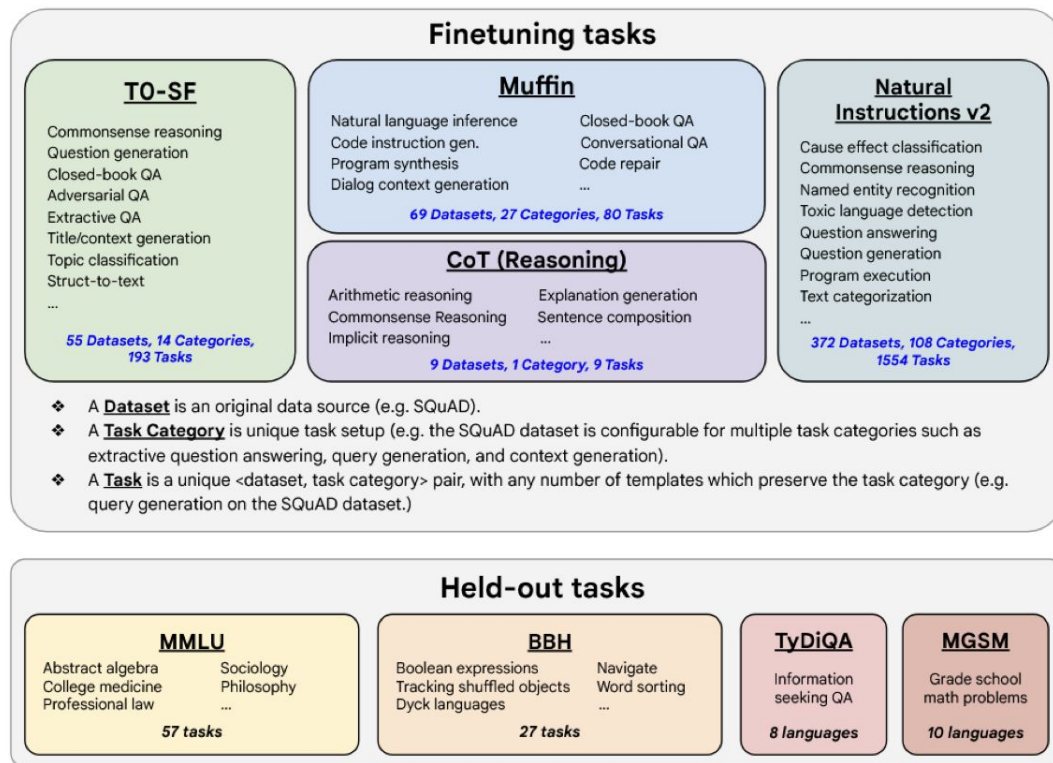 Finetuning tasks
T0-SF
Commonsense reasoning
Question generation
Closed-book QA
Adversarial QA
Extractive QA
Title/context generation
Topic classification
Struct-to-text
...
55 Datasets, 14 Categories,
193 Tasks
Muffin
Natural language inference
Code instruction gen.
Program synthesis
Dialog context generation
Closed-book QA
Conversational QA
Code repair
...
69 Datasets, 27 Categories, 80 Tasks
CoT (Reasoning)
Arithmetic reasoning
Commonsense Reasoning
Implicit reasoning
Explanation generation
Sentence composition
...
9 Datasets, 1 Category, 9 Tasks
Natural
Instructions v2
Cause effect classification
Commonsense reasoning
Named entity recognition
Toxic language detection
Question answering
Question generation
Program execution
Text categorization
...
372 Datasets, 108 Categories,
1554 Tasks
❖ A Dataset is an original data source (e.g. SQuAD).
❖ A Task Category is unique task setup (e.g. the SQuAD dataset is configurable for multiple task categories such as
extractive question answering, query generation, and context generation).
❖ A Task is a unique <dataset, task category> pair, with any number of templates which preserve the task category (e.g.
query generation on the SQuAD dataset.)
Held-out tasks
MMLU
Abstract algebra
College medicine
Professional law
Sociology
Philosophy
...
57 tasks
BBH
Boolean expressions
Tracking shuffled objects
Dyck languages
Navigate
Word sorting
...
27 tasks
TyDiQA
Information
seeking QA
8 languages
MGSM
Grade school
math problems
10 languages